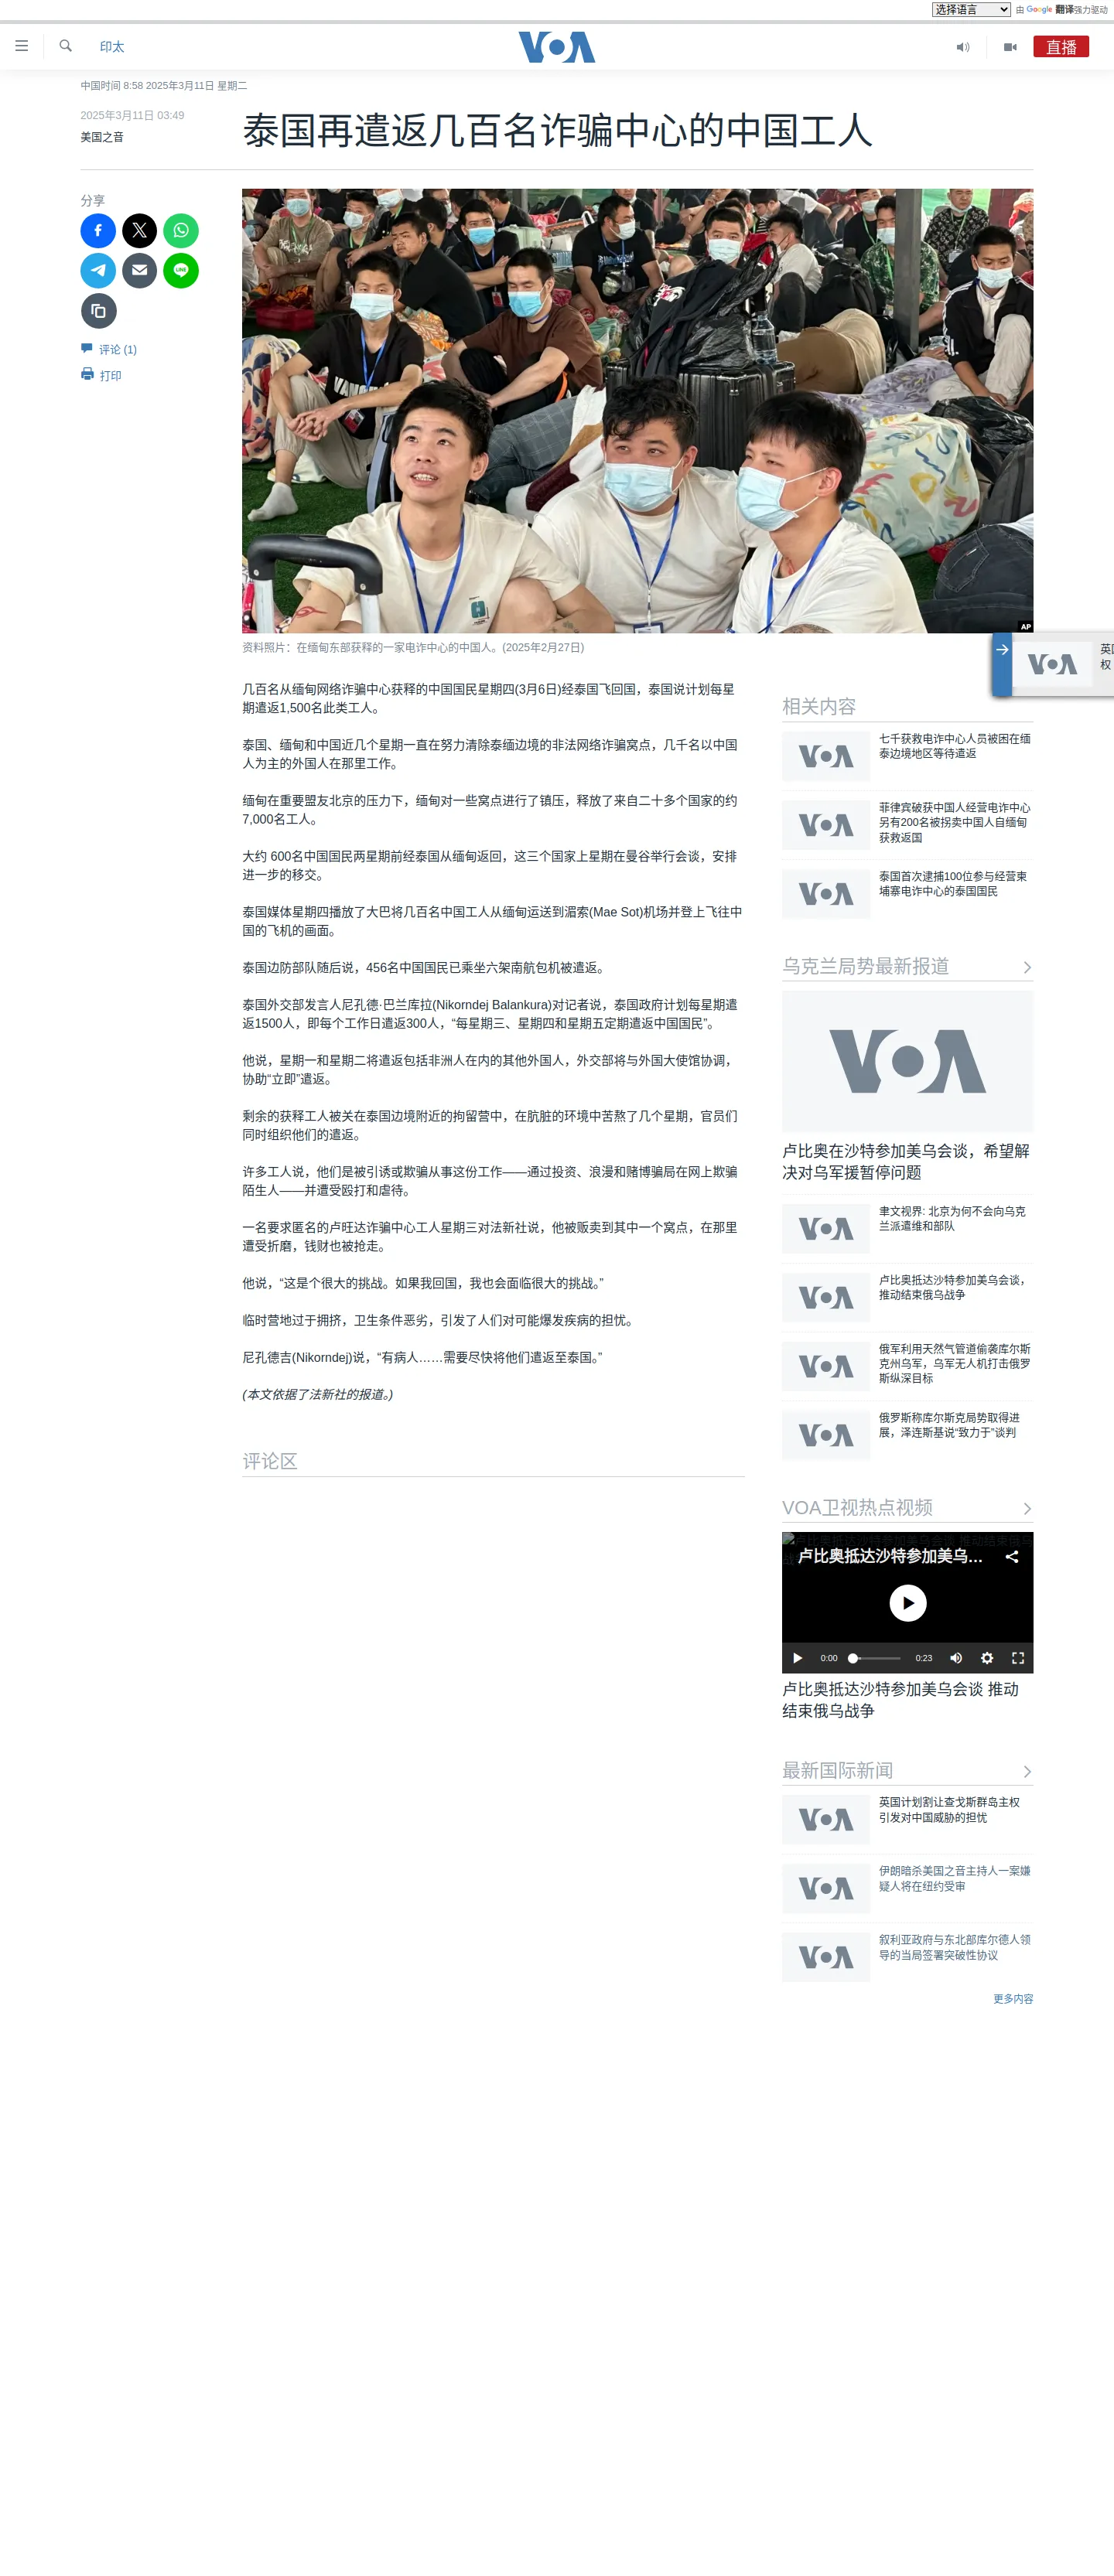 选择语言
由 Google 翻译强力驱动
印太
VOA
直播
中国时间 8:58 2025年3月11日 星期二
2025年3月11日 03:49
美国之音
泰国再遣返几百名诈骗中心的中国工人
分享
评论 (1)
打印
AP
资料照片：在缅甸东部获释的一家电诈中心的中国人。(2025年2月27日)
几百名从缅甸网络诈骗中心获释的中国国民星期四(3月6日)经泰国飞回国，泰国说计划每星
期遣返1,500名此类工人。
泰国、缅甸和中国近几个星期一直在努力清除泰缅边境的非法网络诈骗窝点，几千名以中国
人为主的外国人在那里工作。
缅甸在重要盟友北京的压力下，缅甸对一些窝点进行了镇压，释放了来自二十多个国家的约
7,000名工人。
大约 600名中国国民两星期前经泰国从缅甸返回，这三个国家上星期在曼谷举行会谈，安排
进一步的移交。
泰国媒体星期四播放了大巴将几百名中国工人从缅甸运送到湄索(Mae Sot)机场并登上飞往中
国的飞机的画面。
泰国边防部队随后说，456名中国国民已乘坐六架南航包机被遣返。
泰国外交部发言人尼孔德·巴兰库拉(Nikorndej Balankura)对记者说，泰国政府计划每星期遣
返1500人，即每个工作日遣返300人，“每星期三、星期四和星期五定期遣返中国国民”。
他说，星期一和星期二将遣返包括非洲人在内的其他外国人，外交部将与外国大使馆协调，
协助“立即”遣返。
剩余的获释工人被关在泰国边境附近的拘留营中，在肮脏的环境中苦熬了几个星期，官员们
同时组织他们的遣返。
许多工人说，他们是被引诱或欺骗从事这份工作——通过投资、浪漫和赌博骗局在网上欺骗
陌生人——并遭受殴打和虐待。
一名要求匿名的卢旺达诈骗中心工人星期三对法新社说，他被贩卖到其中一个窝点，在那里
遭受折磨，钱财也被抢走。
他说，“这是个很大的挑战。如果我回国，我也会面临很大的挑战。”
临时营地过于拥挤，卫生条件恶劣，引发了人们对可能爆发疾病的担忧。
尼孔德吉(Nikorndej)说，“有病人……需要尽快将他们遣返至泰国。”
(本文依据了法新社的报道。)
评论区
英国
权
VOA
相关内容
VOA
七千获救电诈中心人员被困在缅
泰边境地区等待遣返
VOA
菲律宾破获中国人经营电诈中心
另有200名被拐卖中国人自缅甸
获救返国
VOA
泰国首次逮捕100位参与经营柬
埔寨电诈中心的泰国国民
乌克兰局势最新报道
VOA
卢比奥在沙特参加美乌会谈，希望解
决对乌军援暂停问题
VOA
聿文视界: 北京为何不会向乌克
兰派遣维和部队
VOA
卢比奥抵达沙特参加美乌会谈，
推动结束俄乌战争
VOA
俄军利用天然气管道偷袭库尔斯
克州乌军，乌军无人机打击俄罗
斯纵深目标
VOA
俄罗斯称库尔斯克局势取得进
展，泽连斯基说“致力于”谈判
VOA卫视热点视频
卢比奥抵达沙特参加美乌会谈 推动结束俄乌
战
卢比奥抵达沙特参加美乌...
0:00
0:23
卢比奥抵达沙特参加美乌会谈 推动
结束俄乌战争
最新国际新闻
VOA
英国计划割让查戈斯群岛主权
引发对中国威胁的担忧
VOA
伊朗暗杀美国之音主持人一案嫌
疑人将在纽约受审
VOA
叙利亚政府与东北部库尔德人领
导的当局签署突破性协议
更多内容